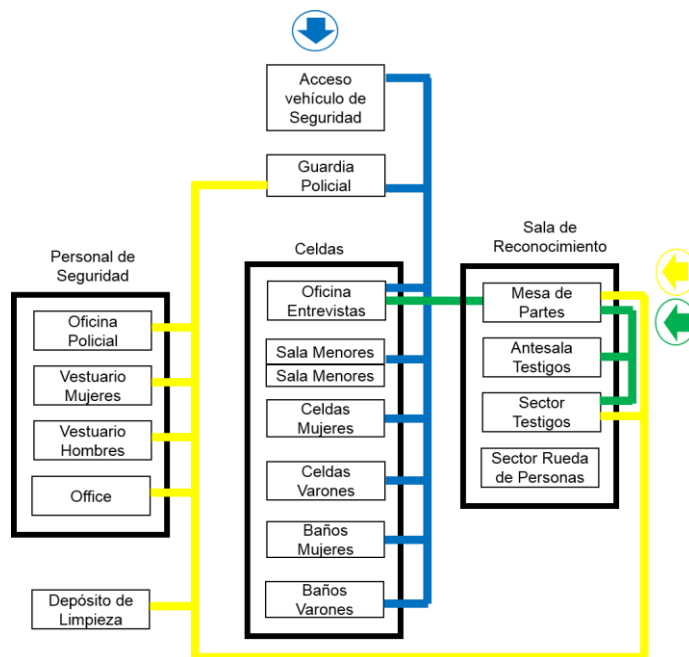 Acceso
vehículo de
Seguridad
Guardia
Policial
Personal de
Seguridad
Oficina
Policial
Vestuario
Mujeres
Vestuario
Hombres
Office
Depósito de
Limpieza
Celdas
Oficina
Entrevistas
Sala Menores
Sala Menores
Celdas
Mujeres
Celdas
Varones
Baños
Mujeres
Baños
Varones
Sala de
Reconocimiento
Mesa de
Partes
Antesala
Testigos
Sector
Testigos
Sector Rueda
de Personas